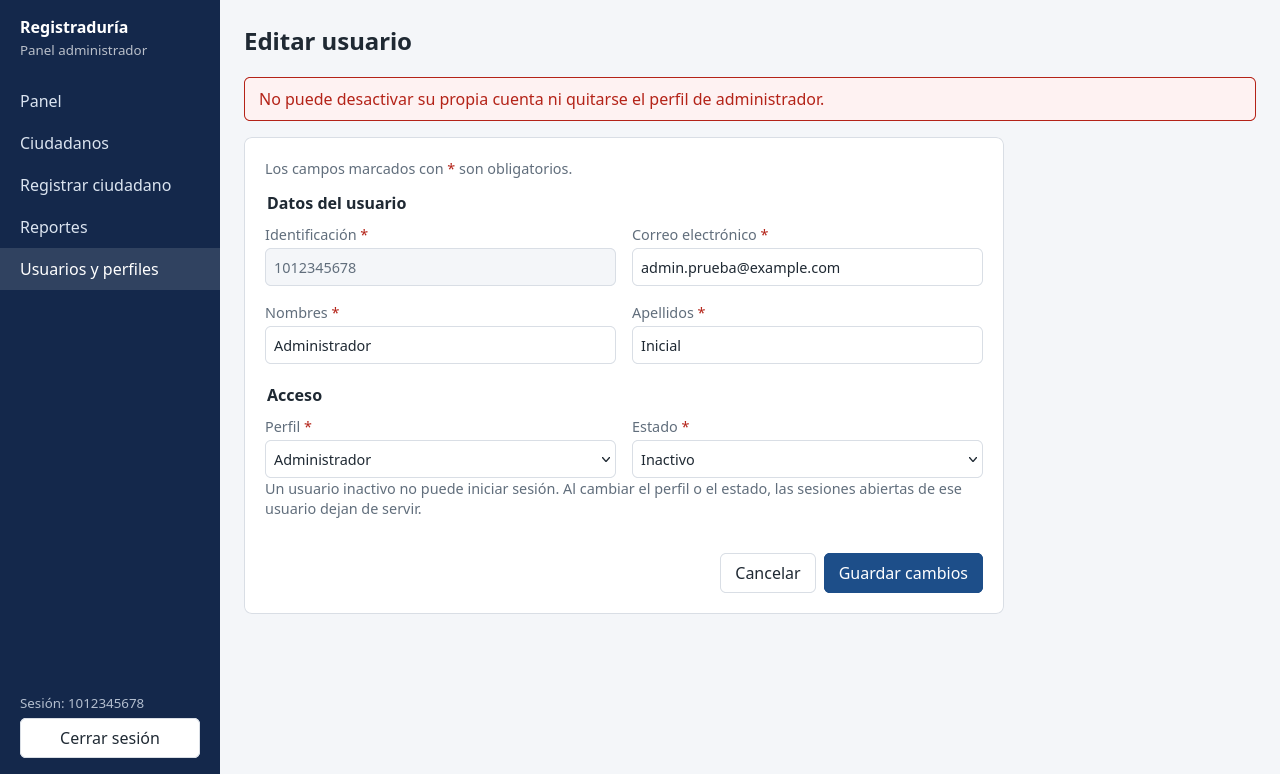 Registraduría
Panel administrador
Panel
Ciudadanos
Registrar ciudadano
Reportes
Usuarios y perfiles
Sesión: 1012345678
Cerrar sesión
Editar usuario
No puede desactivar su propia cuenta ni quitarse el perfil de administrador.
Los campos marcados con * son obligatorios.
Datos del usuario
Identificación *
1012345678
Correo electrónico *
admin.prueba@example.com
Nombres *
Administrador
Apellidos *
Inicial
Acceso
Perfil *
Administrador
Estado *
Inactivo
Un usuario inactivo no puede iniciar sesión. Al cambiar el perfil o el estado, las sesiones abiertas de ese
usuario dejan de servir.
Cancelar
Guardar cambios